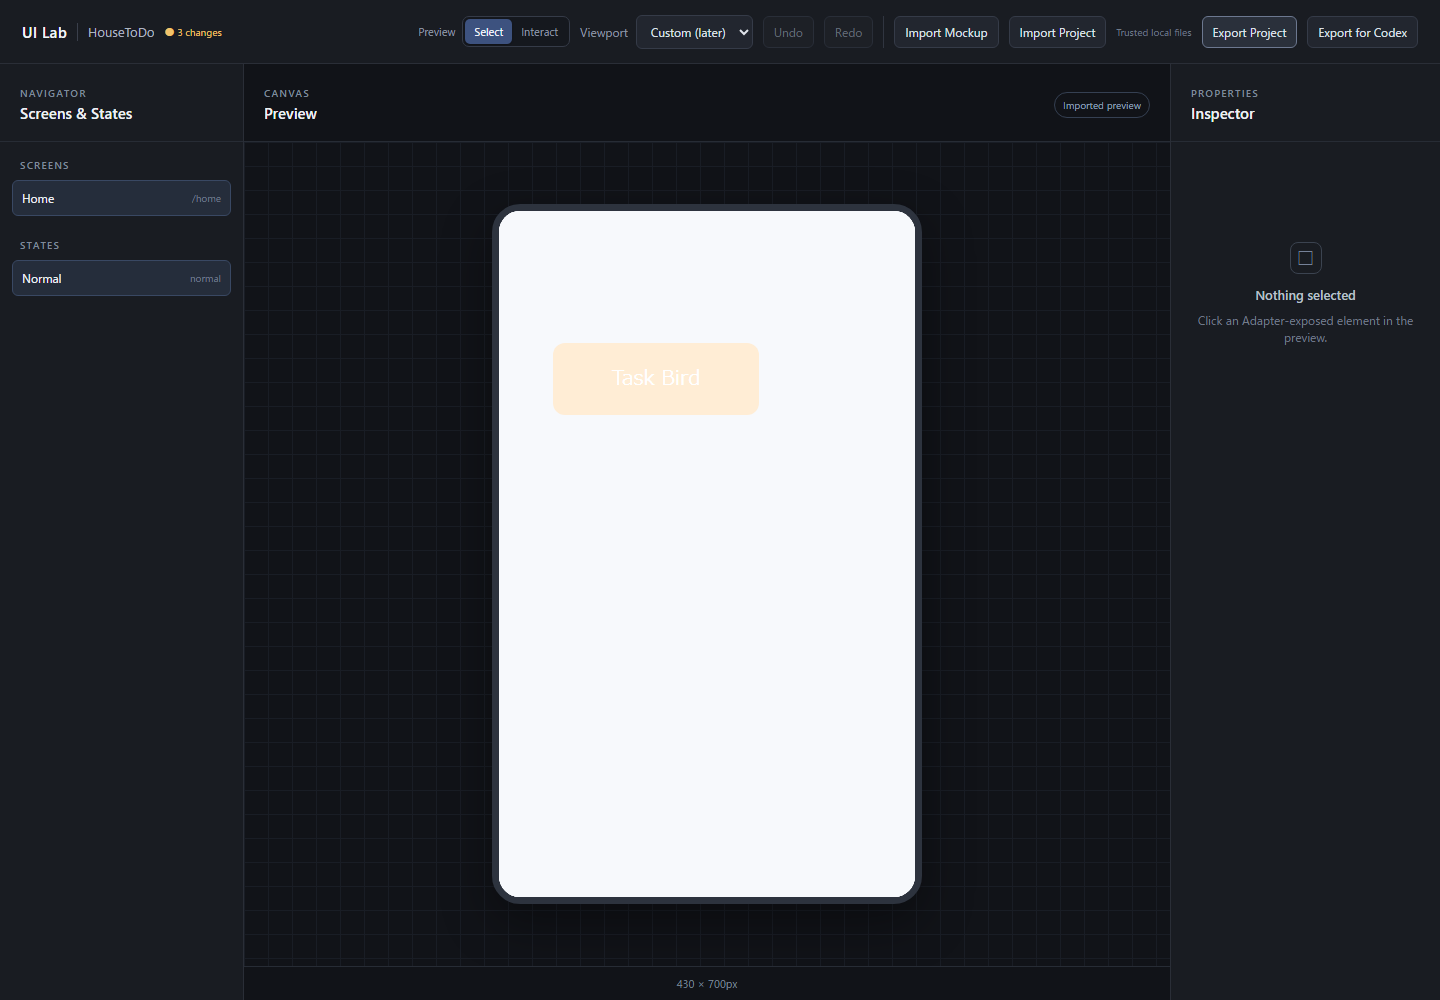 UI Lab
HouseToDo
3 changes
Preview
Select
Interact
Viewport
Custom (later)
Undo
Redo
Import Mockup
Import Project
Trusted local files
Export Project
Export for Codex
NAVIGATOR
Screens & States
SCREENS
Home
/home
STATES
Normal
normal
CANVAS
Preview
Imported preview
Task Bird
430 × 700px
PROPERTIES
Inspector
Nothing selected
Click an Adapter-exposed element in the
preview.